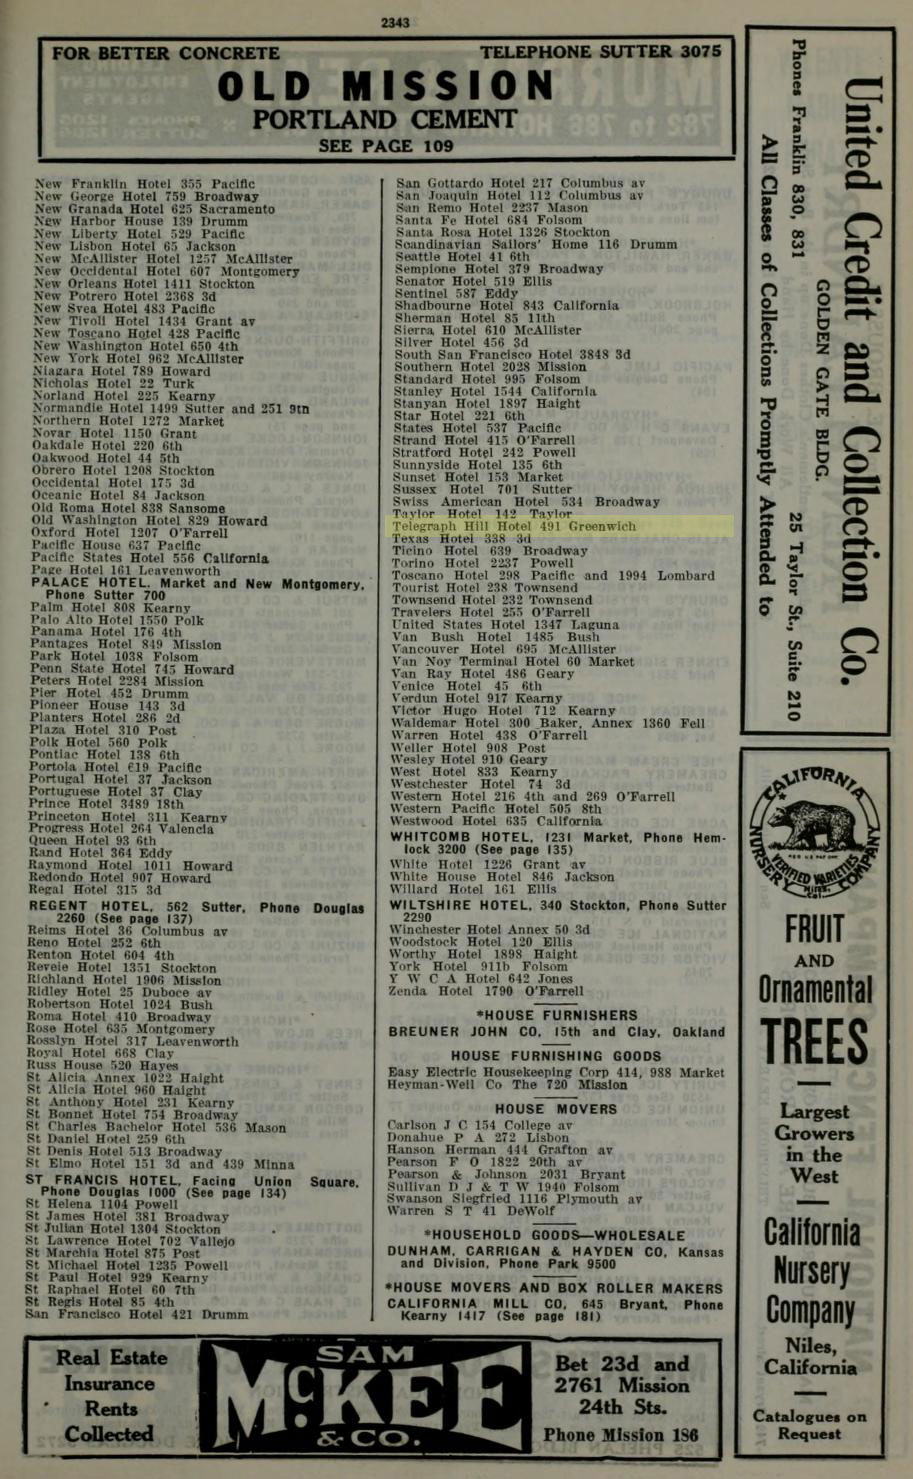 2343
FOR BETTER CONCRETE TELEPHONE SUTTER 3075
OLD MISSION
PORTLAND CEMENT
SEE PAGE 109
New Franklin Hotel 355 Pacific
New George Hotel 759 Broadway
New Granada Hotel 625 Sacramento
New Harbor House 139 Drumm
New Liberty Hotel 529 Pacific
New Lisbon Hotel 65 Jackson
New McAllister Hotel 1257 McAllister
New Occidental Hotel 607 Montgomery
New Orleans Hotel 1411 Stockton
New Potrero Hotel 2368 3d
New Svea Hotel 483 Pacific
New Tivoli Hotel 1434 Grant av
New Toscano Hotel 428 Pacific
New Washington Hotel 650 4th
New York Hotel 962 McAllister
Niagara Hotel 789 Howard
Nicholas Hotel 22 Turk
Norland Hotel 225 Kearny
Normandie Hotel 1499 Sutter and 251 9th
Northern Hotel 1272 Market
Novar Hotel 1150 Grant
Oakdale Hotel 220 6th
Oakwood Hotel 44 5th
Obrero Hotel 1208 Stockton
Occidental Hotel 175 3d
Oceanic Hotel 84 Jackson
Old Roma Hotel 838 Sansome
Old Washington Hotel 829 Howard
Oxford Hotel 1207 O'Farrell
Pacific House 637 Pacific
Pacific States Hotel 556 California
Page Hotel 161 Leavenworth
PALACE HOTEL, Market and New Montgomery,
Phone Sutter 700
Palm Hotel 808 Kearny
Palo Alto Hotel 1550 Polk
Panama Hotel 176 4th
Pantages Hotel 849 Mission
Park Hotel 1038 Folsom
Penn State Hotel 745 Howard
Peters Hotel 2284 Mission
Pier Hotel 452 Drumm
Pioneer House 143 3d
Planters Hotel 286 2d
Plaza Hotel 310 Post
Polk Hotel 560 Polk
Pontiac Hotel 138 6th
Portola Hotel 619 Pacific
Portugal Hotel 37 Jackson
Portuguese Hotel 37 Clay
Prince Hotel 3489 18th
Princeton Hotel 311 Kearny
Progress Hotel 264 Valencia
Queen Hotel 93 6th
Rand Hotel 364 Eddy
Raymond Hotel 1011 Howard
Redondo Hotel 907 Howard
Regal Hotel 315 3d
REGENT HOTEL, 562 Sutter, Phone Douglas
2260 (See page 137)
Reims Hotel 36 Columbus av
Reno Hotel 252 6th
Renton Hotel 604 4th
Reveie Hotel 1351 Stockton
Richland Hotel 1906 Mission
Ridley Hotel 25 Duboce av
Robertson Hotel 1024 Bush
Roma Hotel 410 Broadway
Rose Hotel 635 Montgomery
Rosslyn Hotel 317 Leavenworth
Royal Hotel 668 Clay
Russ House 520 Hayes
St Alicia Annex 1022 Haight
St Alicia Hotel 960 Haight
St Anthony Hotel 231 Kearny
St Bonnet Hotel 754 Broadway
St Charles Bachelor Hotel 536 Mason
St Daniel Hotel 259 6th
St Denis Hotel 513 Broadway
St Elmo Hotel 151 3d and 439 Minna
ST FRANCIS HOTEL, Facing Union Square,
Phone Douglas 1000 (See page 134)
St Helena 1104 Powell
St James Hotel 381 Broadway
St Julian Hotel 1304 Stockton
St Lawrence Hotel 702 Vallejo
St Marchia Hotel 875 Post
St Michael Hotel 1235 Powell
St Paul Hotel 929 Kearny
St Raphael Hotel 60 7th
St Regis Hotel 85 4th
San Francisco Hotel 421 Drumm
San Gottardo Hotel 217 Columbus av
San Joaquin Hotel 112 Columbus av
San Remo Hotel 2237 Mason
Santa Fe Hotel 684 Folsom
Santa Rosa Hotel 1326 Stockton
Scandinavian Sailors' Home 116 Drumm
Seattle Hotel 41 6th
Sempione Hotel 379 Broadway
Senator Hotel 519 Ellis
Sentinel 587 Eddy
Shadbourne Hotel 843 California
Sherman Hotel 85 11th
Sierra Hotel 610 McAllister
Silver Hotel 456 3d
South San Francisco Hotel 3848 3d
Southern Hotel 2028 Mission
Standard Hotel 995 Folsom
Stanley Hotel 1544 California
Stanyan Hotel 1897 Haight
Star Hotel 221 6th
States Hotel 537 Pacific
Strand Hotel 415 O'Farrell
Stratford Hotel 242 Powell
Sunnyside Hotel 135 6th
Sunset Hotel 153 Market
Sussex Hotel 701 Sutter
Swiss American Hotel 534 Broadway
Taylor Hotel 142 Taylor
Telegraph Hill Hotel 491 Greenwich
Texas Hotel 338 3d
Ticino Hotel 639 Broadway
Torino Hotel 2237 Powell
Toscano Hotel 298 Pacific and 1994 Lombard
Tourist Hotel 238 Townsend
Townsend Hotel 232 Townsend
Travelers Hotel 255 O'Farrell
United States Hotel 1347 Laguna
Van Bush Hotel 1485 Bush
Vancouver Hotel 695 McAllister
Van Noy Terminal Hotel 60 Market
Van Ray Hotel 486 Geary
Venice Hotel 45 6th
Verdun Hotel 917 Kearny
Victor Hugo Hotel 712 Kearny
Waldemar Hotel 300 Baker, Annex 1360 Fell
Warren Hotel 438 O'Farrell
Weller Hotel 908 Post
Wesley Hotel 910 Geary
West Hotel 833 Kearny
Westchester Hotel 74 3d
Western Hotel 216 4th and 269 O'Farrell
Western Pacific Hotel 505 8th
Westwood Hotel 635 California
WHITCOMB HOTEL, 1231 Market, Phone Hem-
lock 3200 (See page 135)
White Hotel 1226 Grant av
White House Hotel 846 Jackson
Willard Hotel 161 Ellis
WILTSHIRE HOTEL, 340 Stockton, Phone Sutter
2290
Winchester Hotel Annex 50 3d
Woodstock Hotel 120 Ellis
Worthy Hotel 1898 Haight
York Hotel 911b Folsom
Y W C A Hotel 642 Jones
Zenda Hotel 1790 O'Farrell
*HOUSE FURNISHERS
BREUNER JOHN CO, 15th and Clay, Oakland
HOUSE FURNISHING GOODS
Easy Electric Housekeeping Corp 414, 988 Market
Heyman-Weil Co The 720 Mission
HOUSE MOVERS
Carlson J C 154 College av
Donahue P A 272 Lisbon
Hanson Herman 444 Grafton av
Pearson F O 1822 20th av
Pearson & Johnson 2031 Bryant
Sullivan D J & T W 1940 Folsom
Swanson Siegfried 1116 Plymouth av
Warren S T 41 DeWolf
*HOUSEHOLD GOODS—WHOLESALE
DUNHAM, CARRIGAN & HAYDEN CO, Kansas
and Division, Phone Park 9500
*HOUSE MOVERS AND BOX ROLLER MAKERS
CALIFORNIA MILL CO, 645 Bryant, Phone
Kearny 1417 (See page 181)
United Credit and Collection Co.
GOLDEN GATE BLDG.
Phones Franklin 830, 831 25 Taylor St., Suite 210
All Classes of Collections Promptly Attended to
CALIFORNIA
NURSERY COMPANY
VERIFIED VARIETIES
FRUIT
AND
Ornamental
TREES
Largest
Growers
in the
West
California
Nursery
Company
Niles,
California
Catalogues on
Request
Real Estate
Insurance
Rents
Collected
SAM
McKEE
& CO.
Bet 23d and
2761 Mission
24th Sts.
Phone Mission 186